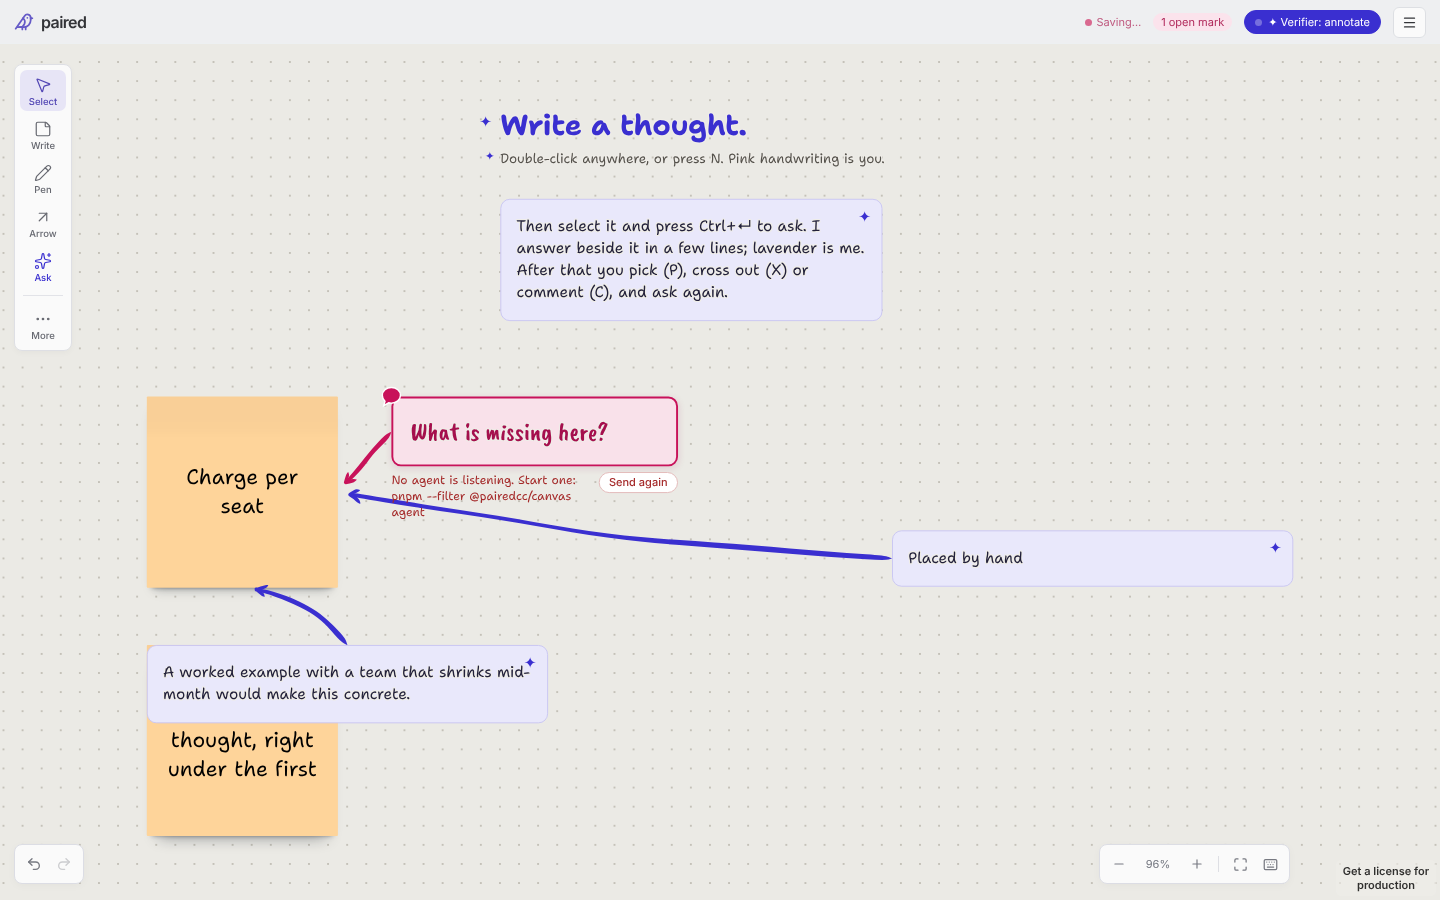 paired
Saving...
1 open mark
✦ Verifier: annotate
Select
Write
Pen
Arrow
Ask
More
Write a thought.
Double-click anywhere, or press N. Pink handwriting is you.
Then select it and press Ctrl+↵ to ask. I
answer beside it in a few lines; lavender is me.
After that you pick (P), cross out (X) or
comment (C), and ask again.
Charge per
seat
What is missing here?
No agent is listening. Start one:
pnpm --filter @pairedcc/canvas
agent
Send again
Placed by hand
A worked example with a team that shrinks mid-
month would make this concrete.
thought, right
under the first
96%
Get a license for
production